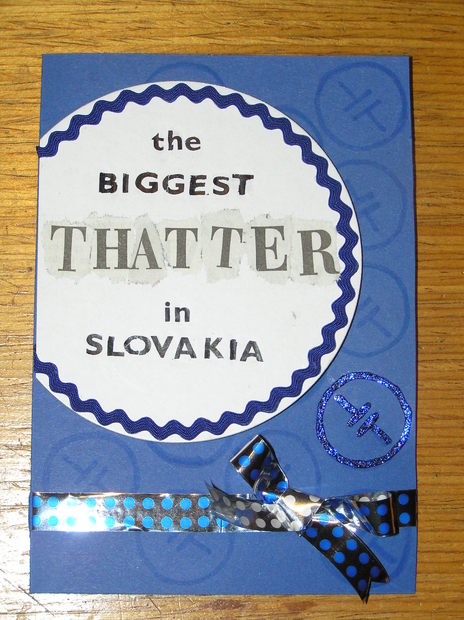 the
BIGGEST
THATTER
in
SLOVAKIA